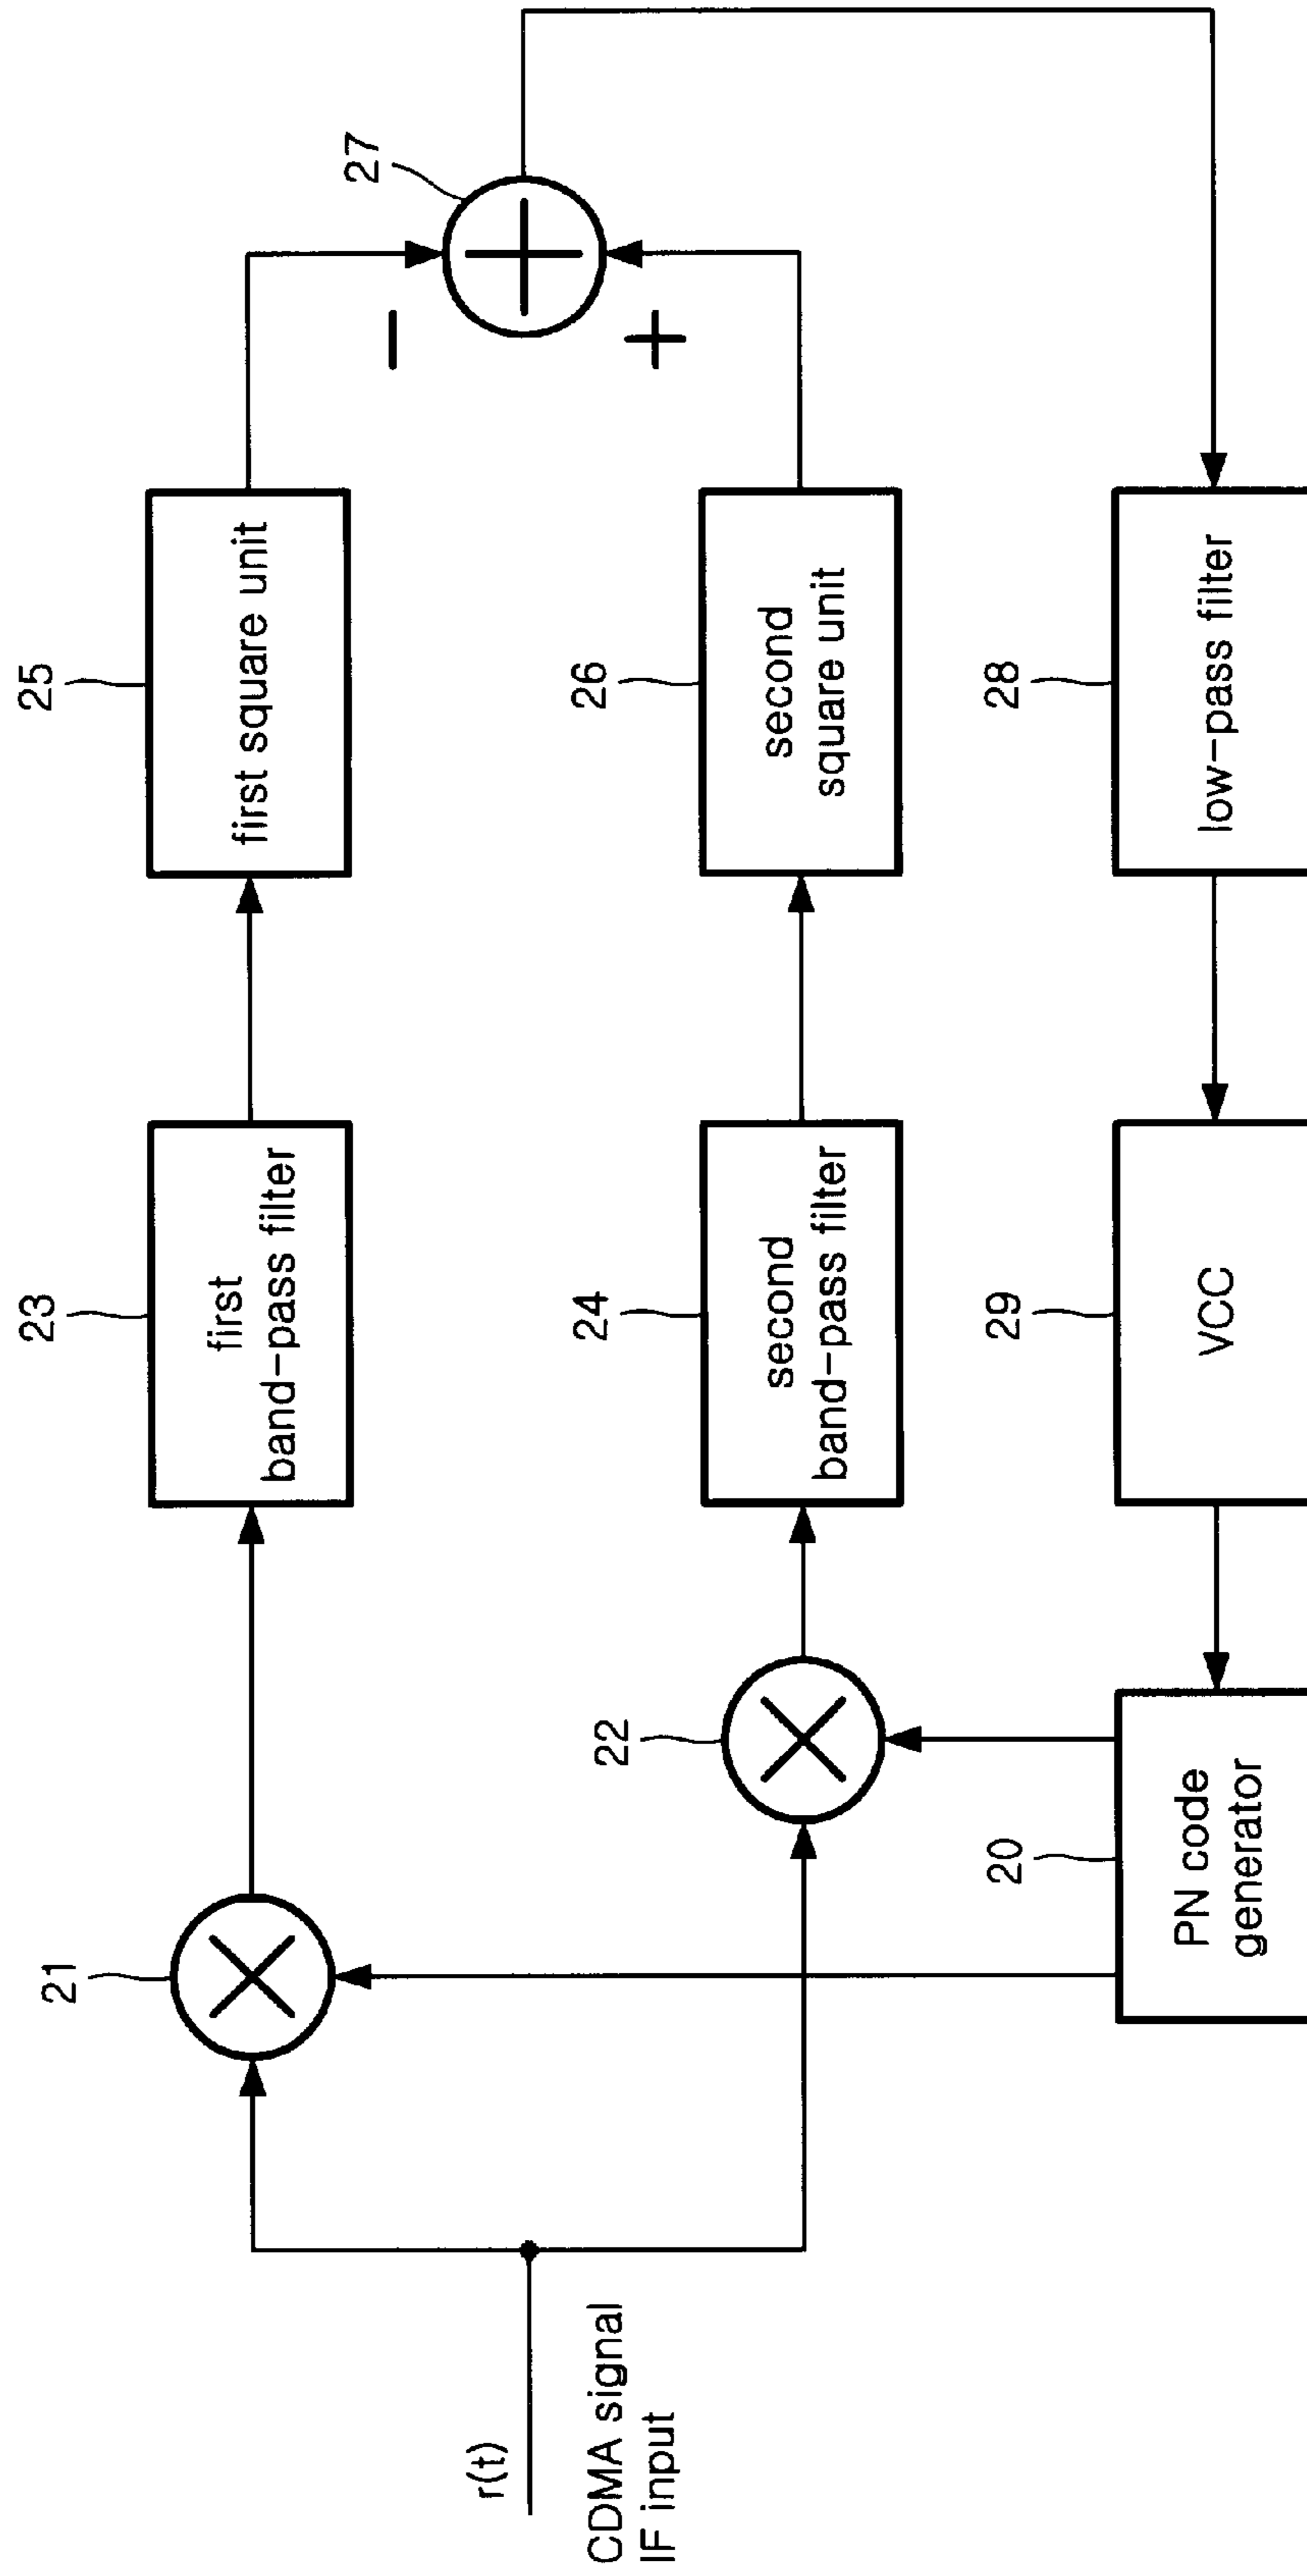 r(t)
CDMA signal
IF input
21
23
first
band-pass filter
25
first square unit
−
27
+
22
24
second
band-pass filter
26
second
square unit
+
20
PN code
generator
29
VCC
28
low-pass filter